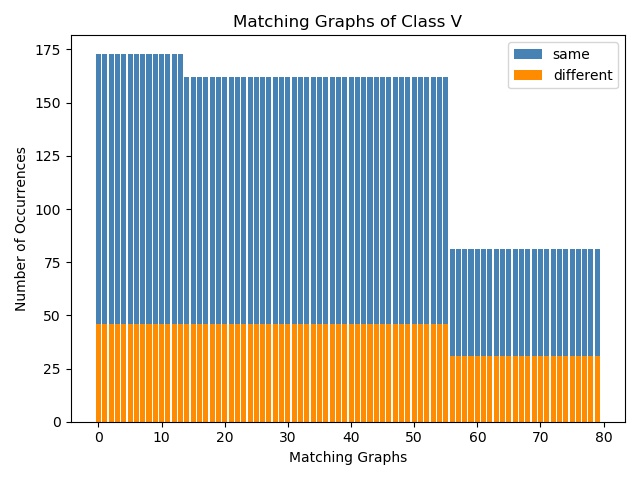 Matching Graphs of Class V
same
different
Number of Occurrences
175
150
125
100
75
50
25
0
0 10 20 30 40 50 60 70 80
Matching Graphs